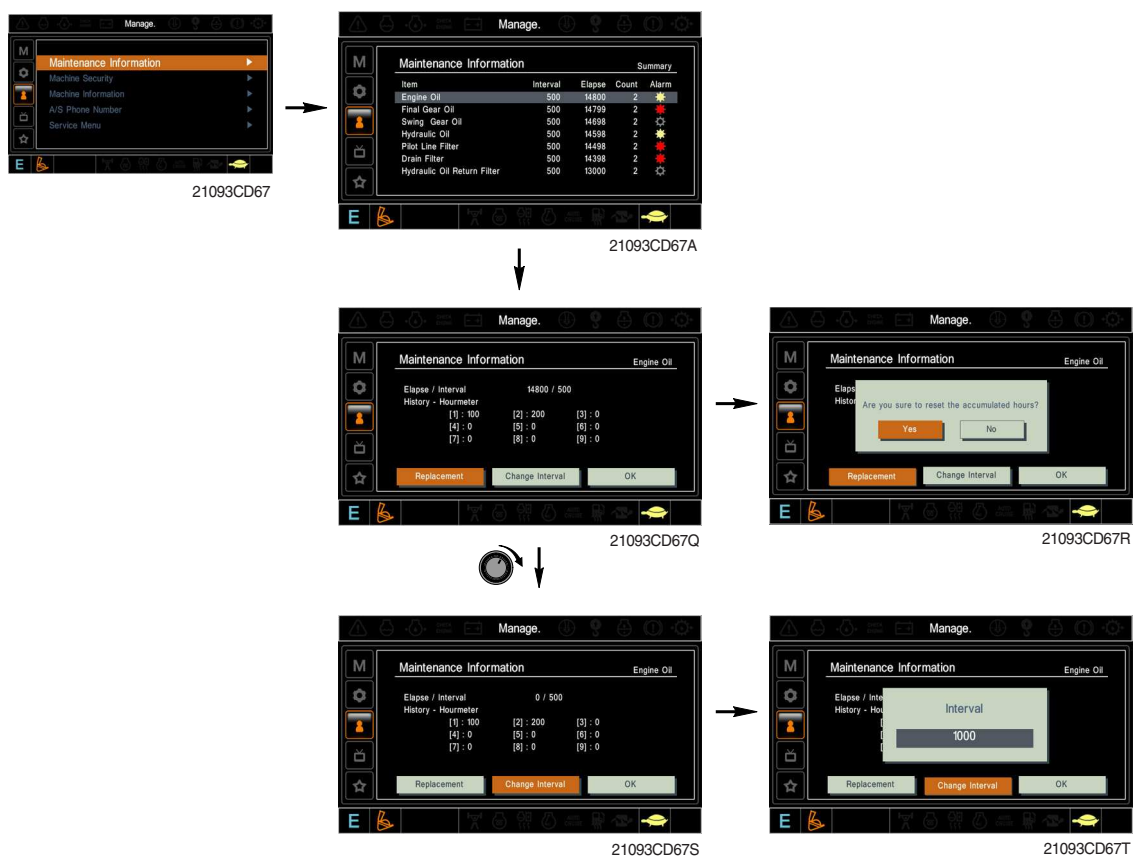 Manage.
M
Maintenance Information
Machine Security
Machine Information
A/S Phone Number
Service Menu
E
21093CD67
Manage.
M
Maintenance Information Summary
Item Interval Elapse Count Alarm
Engine Oil 500 14800 2
Final Gear Oil 500 14799 2
Swing Gear Oil 500 14698 2
Hydraulic Oil 500 14598 2
Pilot Line Filter 500 14498 2
Drain Filter 500 14398 2
Hydraulic Oil Return Filter 500 13000 2
E
21093CD67A
Manage.
M
Maintenance Information Engine Oil
Elapse / Interval 14800 / 500
History - Hourmeter
[1] : 100 [2] : 200 [3] : 0
[4] : 0 [5] : 0 [6] : 0
[7] : 0 [8] : 0 [9] : 0
Replacement Change Interval OK
E
21093CD67Q
Manage.
M
Maintenance Information Engine Oil
Elaps
Histor
Are you sure to reset the accumulated hours?
Yes No
Replacement Change Interval OK
E
21093CD67R
Manage.
M
Maintenance Information Engine Oil
Elapse / Interval 0 / 500
History - Hourmeter
[1] : 100 [2] : 200 [3] : 0
[4] : 0 [5] : 0 [6] : 0
[7] : 0 [8] : 0 [9] : 0
Replacement Change Interval OK
E
21093CD67S
Manage.
M
Maintenance Information Engine Oil
Elapse / Inte
History - Hou
Interval
1000
Replacement Change Interval OK
E
21093CD67T